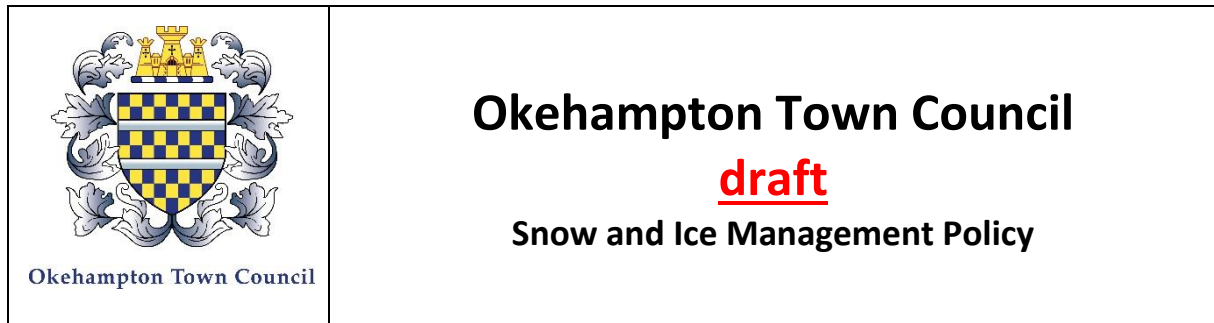 Okehampton Town Council
Okehampton Town Council
draft
Snow and Ice Management Policy